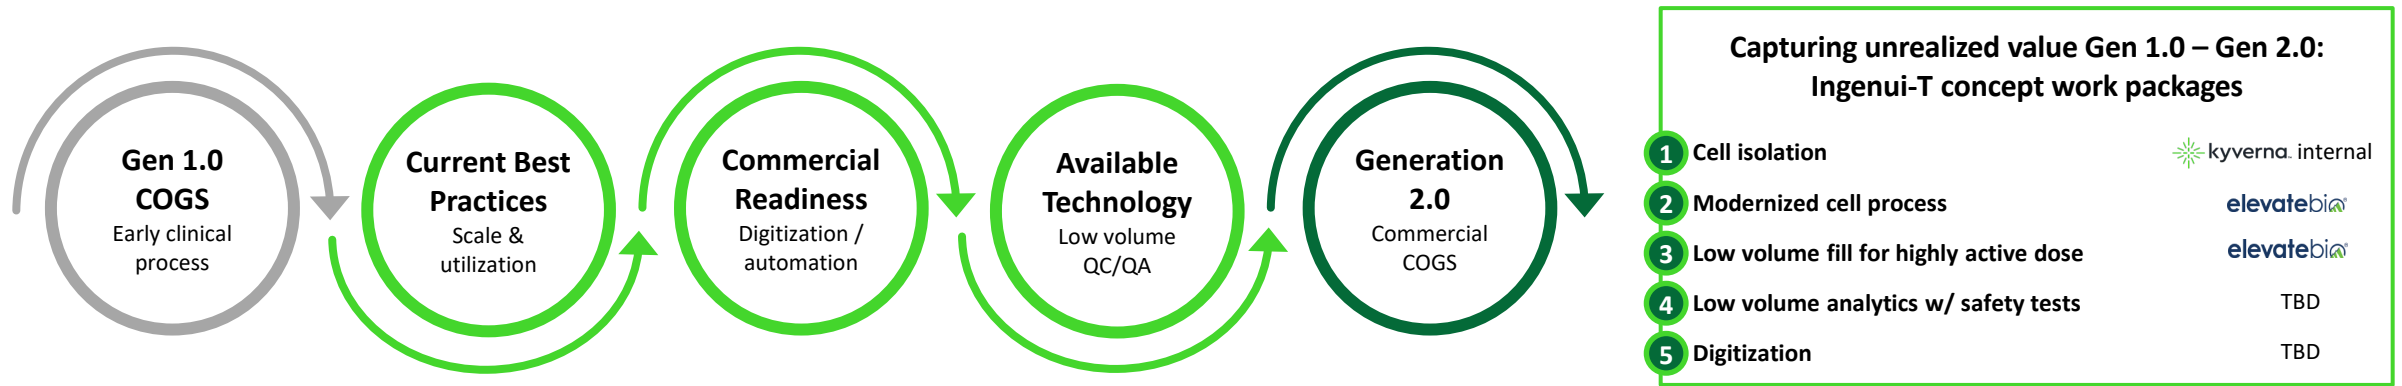 Gen 1.0
COGS
Early clinical
process
Current Best
Practices
Scale &
utilization
Commercial
Readiness
Digitization /
automation
Available
Technology
Low volume
QC/QA
Generation
2.0
Commercial
COGS
Capturing unrealized value Gen 1.0 – Gen 2.0:
Ingenui-T concept work packages
1 Cell isolation kyverna internal
2 Modernized cell process elevatebio
3 Low volume fill for highly active dose elevatebio
4 Low volume analytics w/ safety tests TBD
5 Digitization TBD